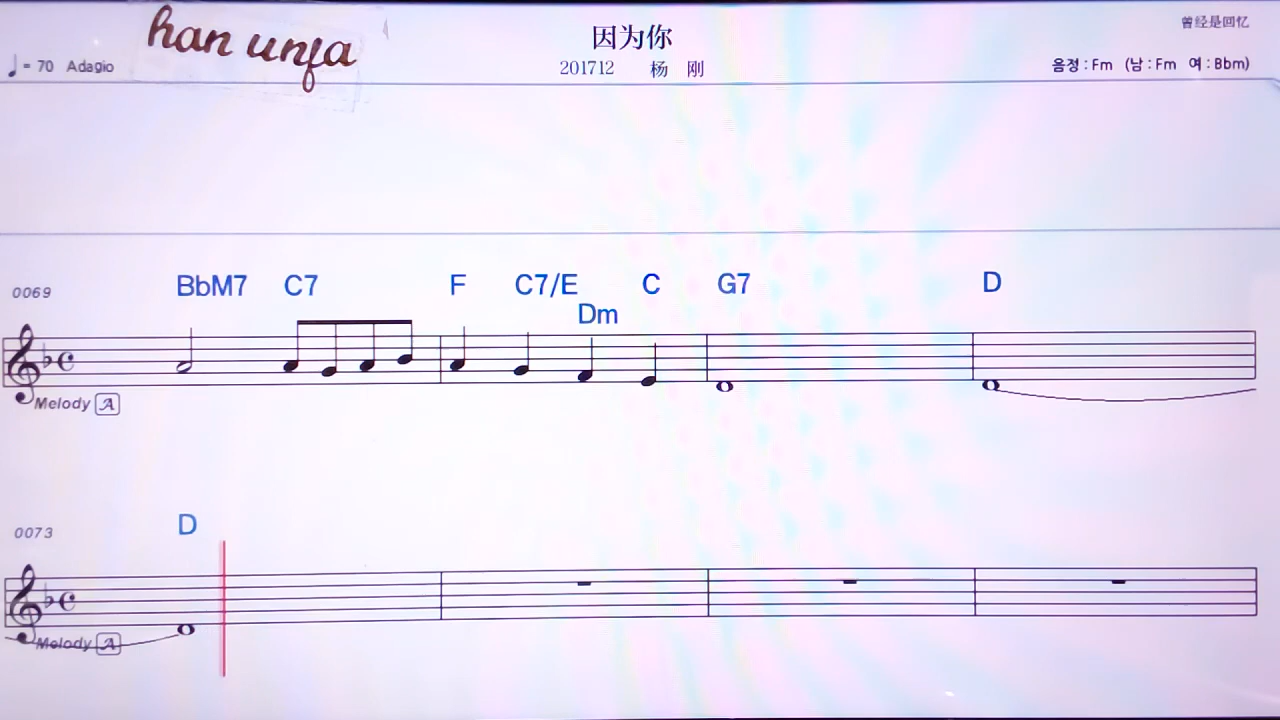 han unfa
因为你
曾经是回忆
♩= 70 Adagio
201712 杨 刚
음정 : Fm (남 : Fm 여 : Bbm)
BbM7 C7 F C7/E Dm C G7 D
0069
Melody A
D
0073
Melody A